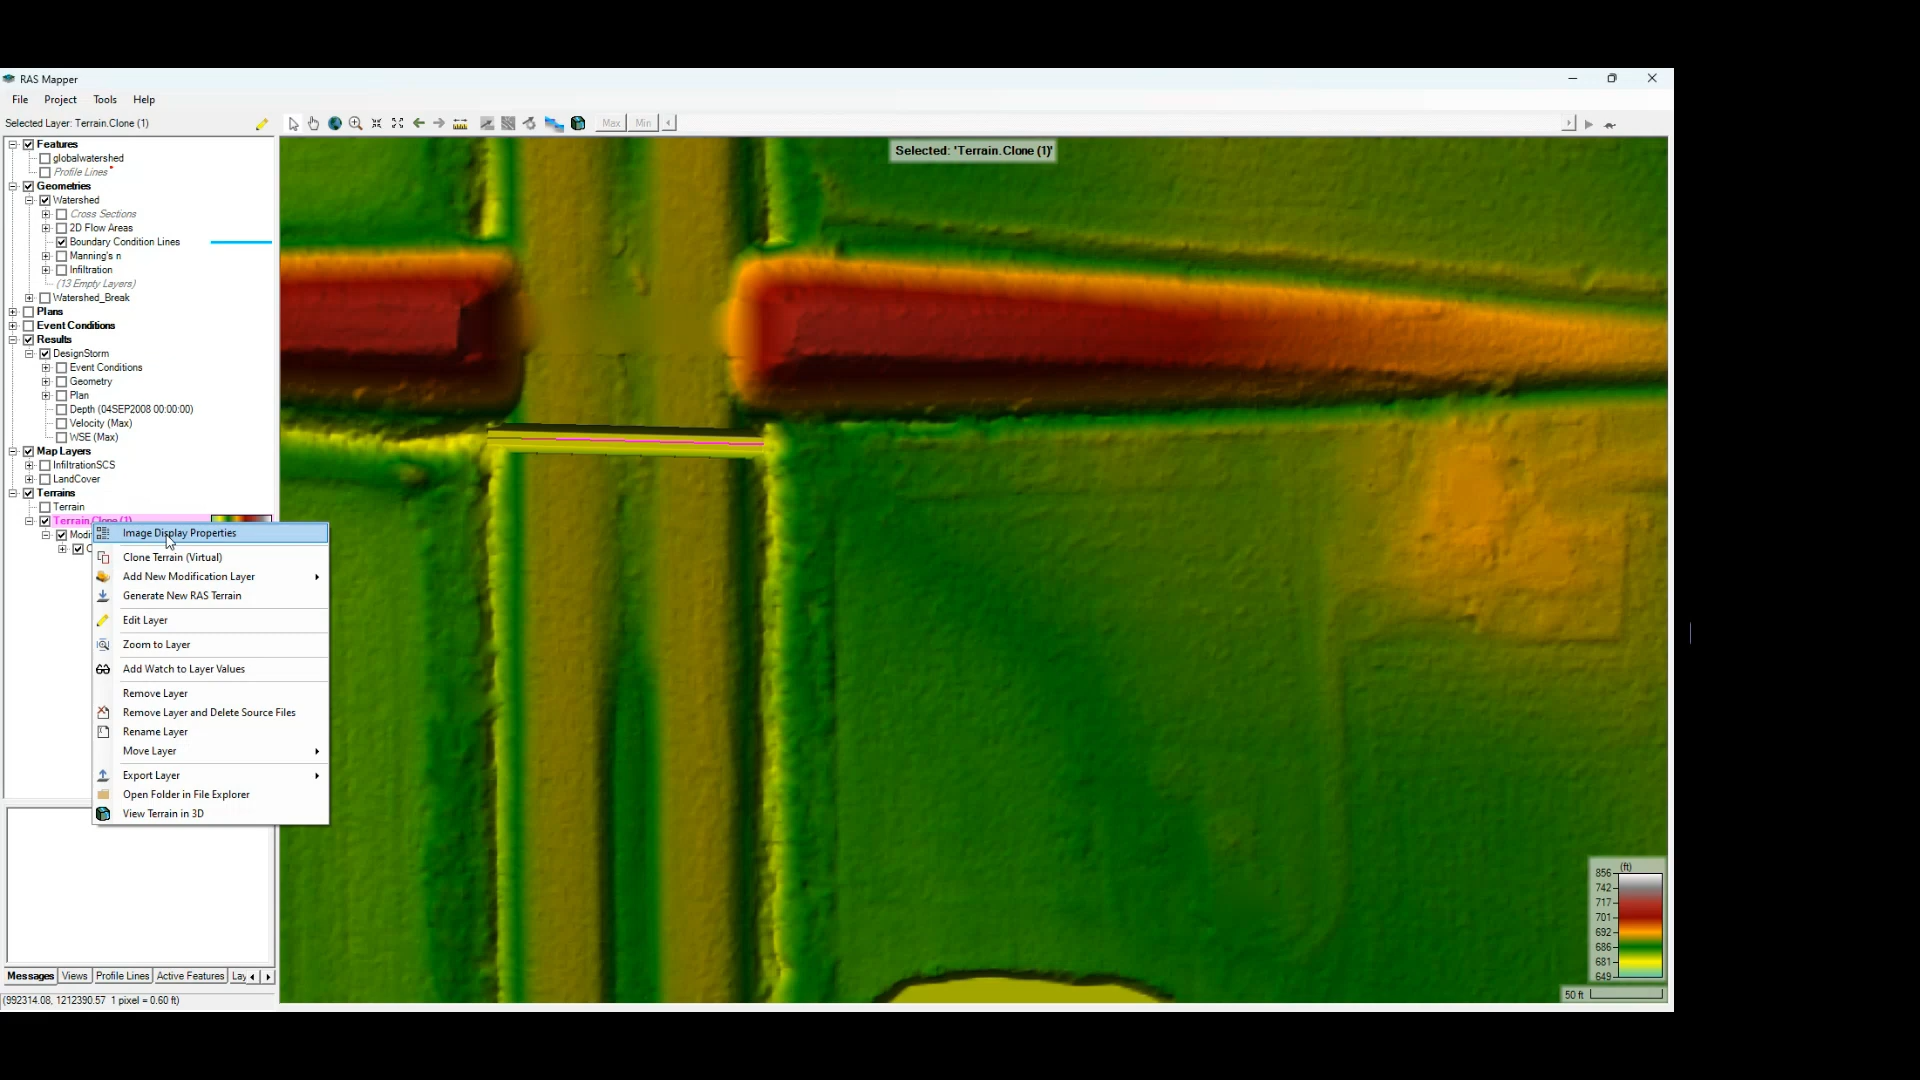 RAS Mapper
File Project Tools Help
Selected Layer: Terrain.Clone (1)
Max Min
Features
globalwatershed
Profile Lines *
Geometries
Watershed
Cross Sections
2D Flow Areas
Boundary Condition Lines
Manning's n
Infiltration
(13 Empty Layers)
Watershed_Break
Plans
Event Conditions
Results
DesignStorm
Event Conditions
Geometry
Plan
Depth (04SEP2008 00:00:00)
Velocity (Max)
WSE (Max)
Map Layers
InfiltrationSCS
LandCover
Terrains
Terrain
Terrain.Clone (1)
Modi
C
Image Display Properties
Clone Terrain (Virtual)
Add New Modification Layer
Generate New RAS Terrain
Edit Layer
Zoom to Layer
Add Watch to Layer Values
Remove Layer
Remove Layer and Delete Source Files
Rename Layer
Move Layer
Export Layer
Open Folder in File Explorer
View Terrain in 3D
Messages Views Profile Lines Active Features Lay
(992314.08, 1212390.57 1 pixel = 0.60 ft)
Selected: 'Terrain.Clone (1)'
(ft)
856
742
717
701
692
686
681
649
50 ft